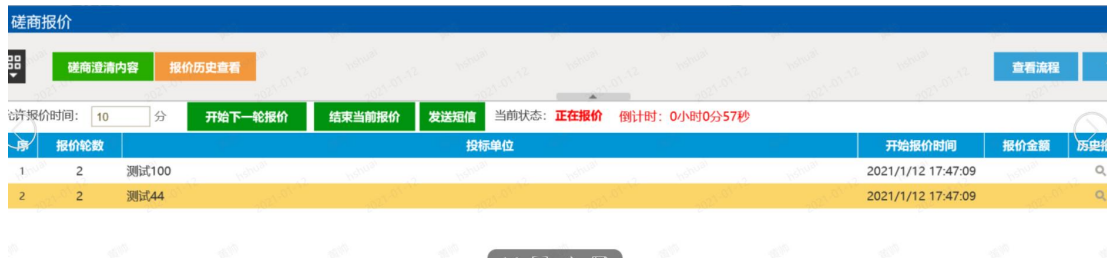 磋商报价
磋商澄清内容 报价历史查看 查看流程
允许报价时间： 10 分 开始下一轮报价 结束当前报价 发送短信 当前状态： 正在报价 倒计时：0小时0分57秒
序 报价轮数 投标单位 开始报价时间 报价金额 历史
1 2 测试100 2021/1/12 17:47:09
2 2 测试44 2021/1/12 17:47:09